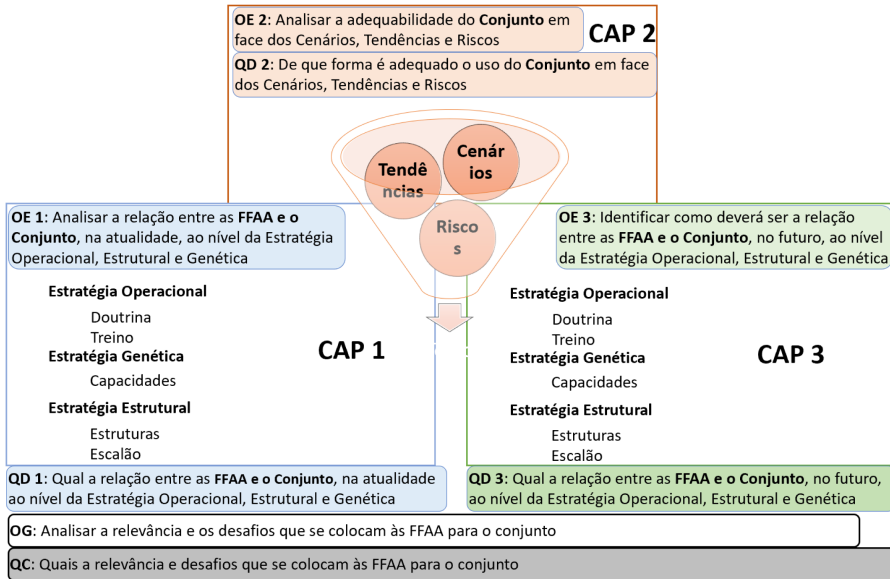 OE 2: Analisar a adequabilidade do Conjunto em
face dos Cenários, Tendências e Riscos
CAP 2
QD 2: De que forma é adequado o uso do Conjunto em face
dos Cenários, Tendências e Riscos
Cenár
ios
Tendê
ncias
Risco
s
OE 1: Analisar a relação entre as FFAA e o
Conjunto, na atualidade, ao nível da Estratégia
Operacional, Estrutural e Genética
Estratégia Operacional
Doutrina
Treino
Estratégia Genética
Capacidades
Estratégia Estrutural
Estruturas
Escalão
CAP 1
QD 1: Qual a relação entre as FFAA e o Conjunto, na atualidade
ao nível da Estratégia Operacional, Estrutural e Genética
OE 3: Identificar como deverá ser a relação
entre as FFAA e o Conjunto, no futuro, ao nível
da Estratégia Operacional, Estrutural e Genética
Estratégia Operacional
Doutrina
Treino
Estratégia Genética
Capacidades
Estratégia Estrutural
Estruturas
Escalão
CAP 3
QD 3: Qual a relação entre as FFAA e o Conjunto, no futuro,
ao nível da Estratégia Operacional, Estrutural e Genética
OG: Analisar a relevância e os desafios que se colocam às FFAA para o conjunto
QC: Quais a relevância e desafios que se colocam às FFAA para o conjunto